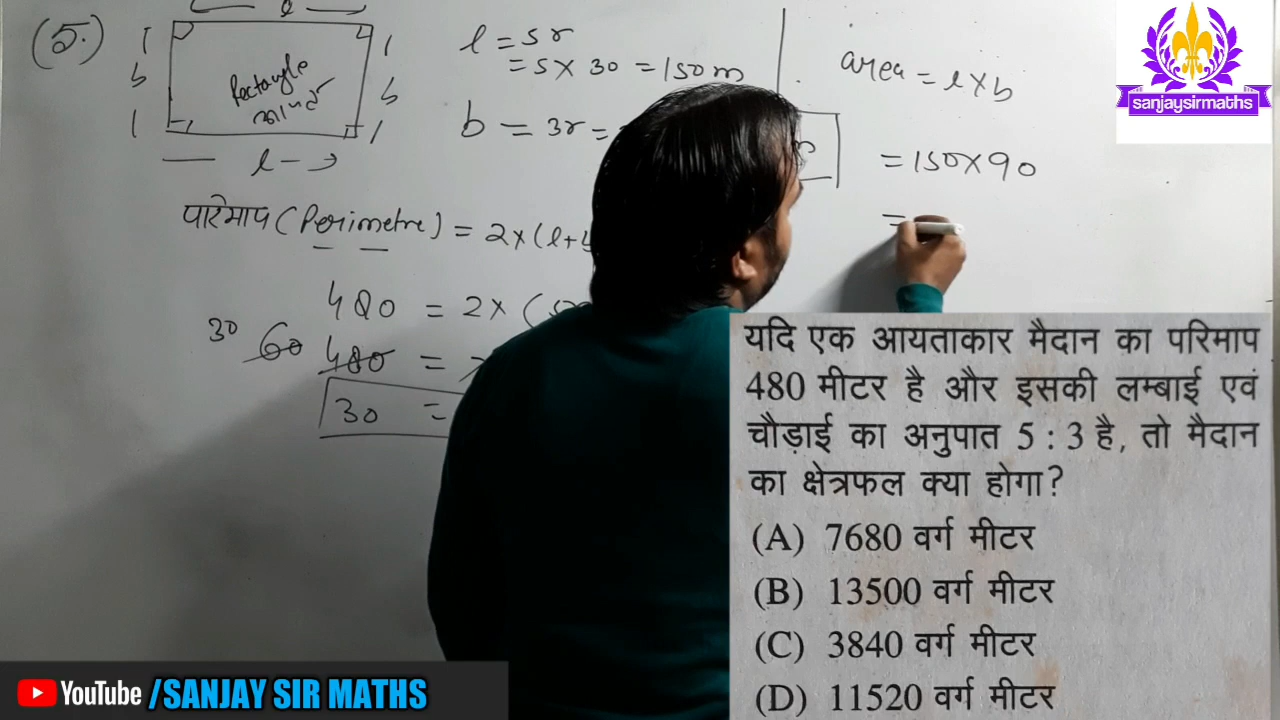 (5.)
l
l = 5r
= 5 × 30 = 150 m
b = 3r =
b
Rectangle
b
l
पारिमाप (Perimetre) = 2×(l+b
480 = 2× (5r
30 60 480 =
30 =
area = l×b
= 150×90
=
sanjaysirmaths
यदि एक आयताकार मैदान का परिमाप
480 मीटर है और इसकी लम्बाई एवं
चौड़ाई का अनुपात 5 : 3 है, तो मैदान
का क्षेत्रफल क्या होगा?
(A) 7680 वर्ग मीटर
(B) 13500 वर्ग मीटर
(C) 3840 वर्ग मीटर
(D) 11520 वर्ग मीटर
YouTube /SANJAY SIR MATHS